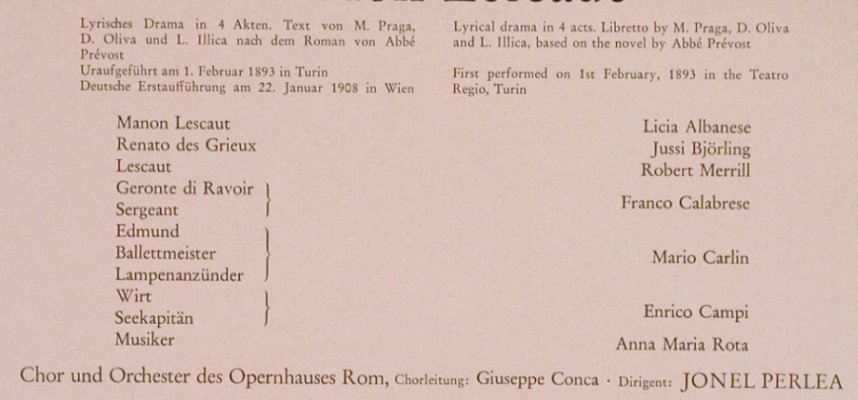 Lyrisches Drama in 4 Akten. Text von M. Praga,
D. Oliva und L. Illica nach dem Roman von Abbé
Prévost
Uraufgeführt am 1. Februar 1893 in Turin
Deutsche Erstaufführung am 22. Januar 1908 in Wien
Lyrical drama in 4 acts. Libretto by M. Praga, D. Oliva
and L. Illica, based on the novel by Abbé Prévost
First performed on 1st February, 1893 in the Teatro
Regio, Turin
Manon Lescaut Licia Albanese
Renato des Grieux Jussi Björling
Lescaut Robert Merrill
Geronte di Ravoir
Sergeant
Franco Calabrese
Edmund
Ballettmeister
Lampenanzünder
Mario Carlin
Wirt
Seekapitän
Enrico Campi
Musiker Anna Maria Rota
Chor und Orchester des Opernhauses Rom, Chorleitung: Giuseppe Conca · Dirigent: JONEL PERLEA